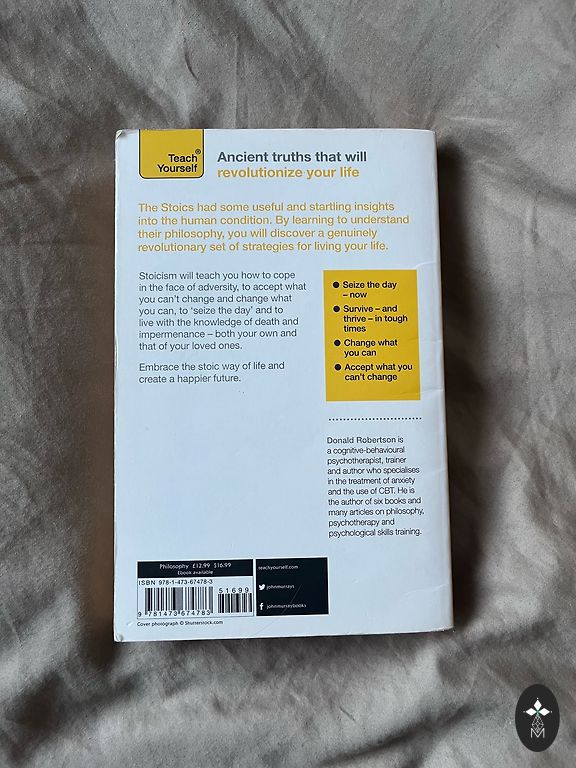 Teach®
Yourself
Ancient truths that will
revolutionize your life
The Stoics had some useful and startling insights
into the human condition. By learning to understand
their philosophy, you will discover a genuinely
revolutionary set of strategies for living your life.
Stoicism will teach you how to cope
in the face of adversity, to accept what
you can't change and change what
you can, to 'seize the day' and to
live with the knowledge of death and
impermenance – both your own and
that of your loved ones.
Embrace the stoic way of life and
create a happier future.
● Seize the day
– now
● Survive – and
thrive – in tough
times
● Change what
you can
● Accept what you
can't change
Donald Robertson is
a cognitive-behavioural
psychotherapist, trainer
and author who specialises
in the treatment of anxiety
and the use of CBT. He is
the author of six books and
many articles on philosophy,
psychotherapy and
psychological skills training.
Philosophy £12.99 $16.99
Ebook available
ISBN 978-1-473-67478-3
51699
9 781473 674783
teachyourself.com
johnmurrays
johnmurraybooks
Cover photograph © Shutterstock.com
M